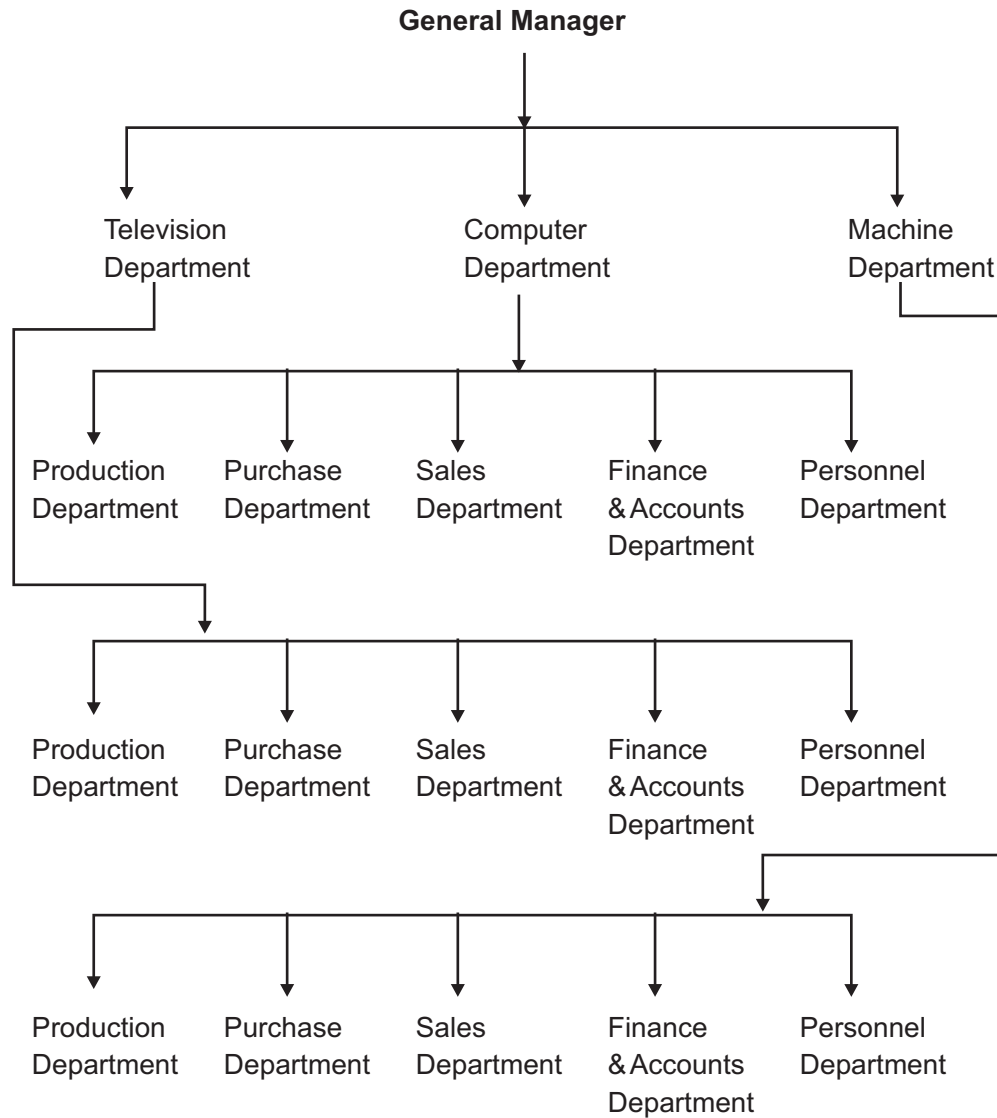 General Manager
Television
Department
Computer
Department
Machine
Department
Production
Department
Purchase
Department
Sales
Department
Finance
& Accounts
Department
Personnel
Department
Production
Department
Purchase
Department
Sales
Department
Finance
& Accounts
Department
Personnel
Department
Production
Department
Purchase
Department
Sales
Department
Finance
& Accounts
Department
Personnel
Department